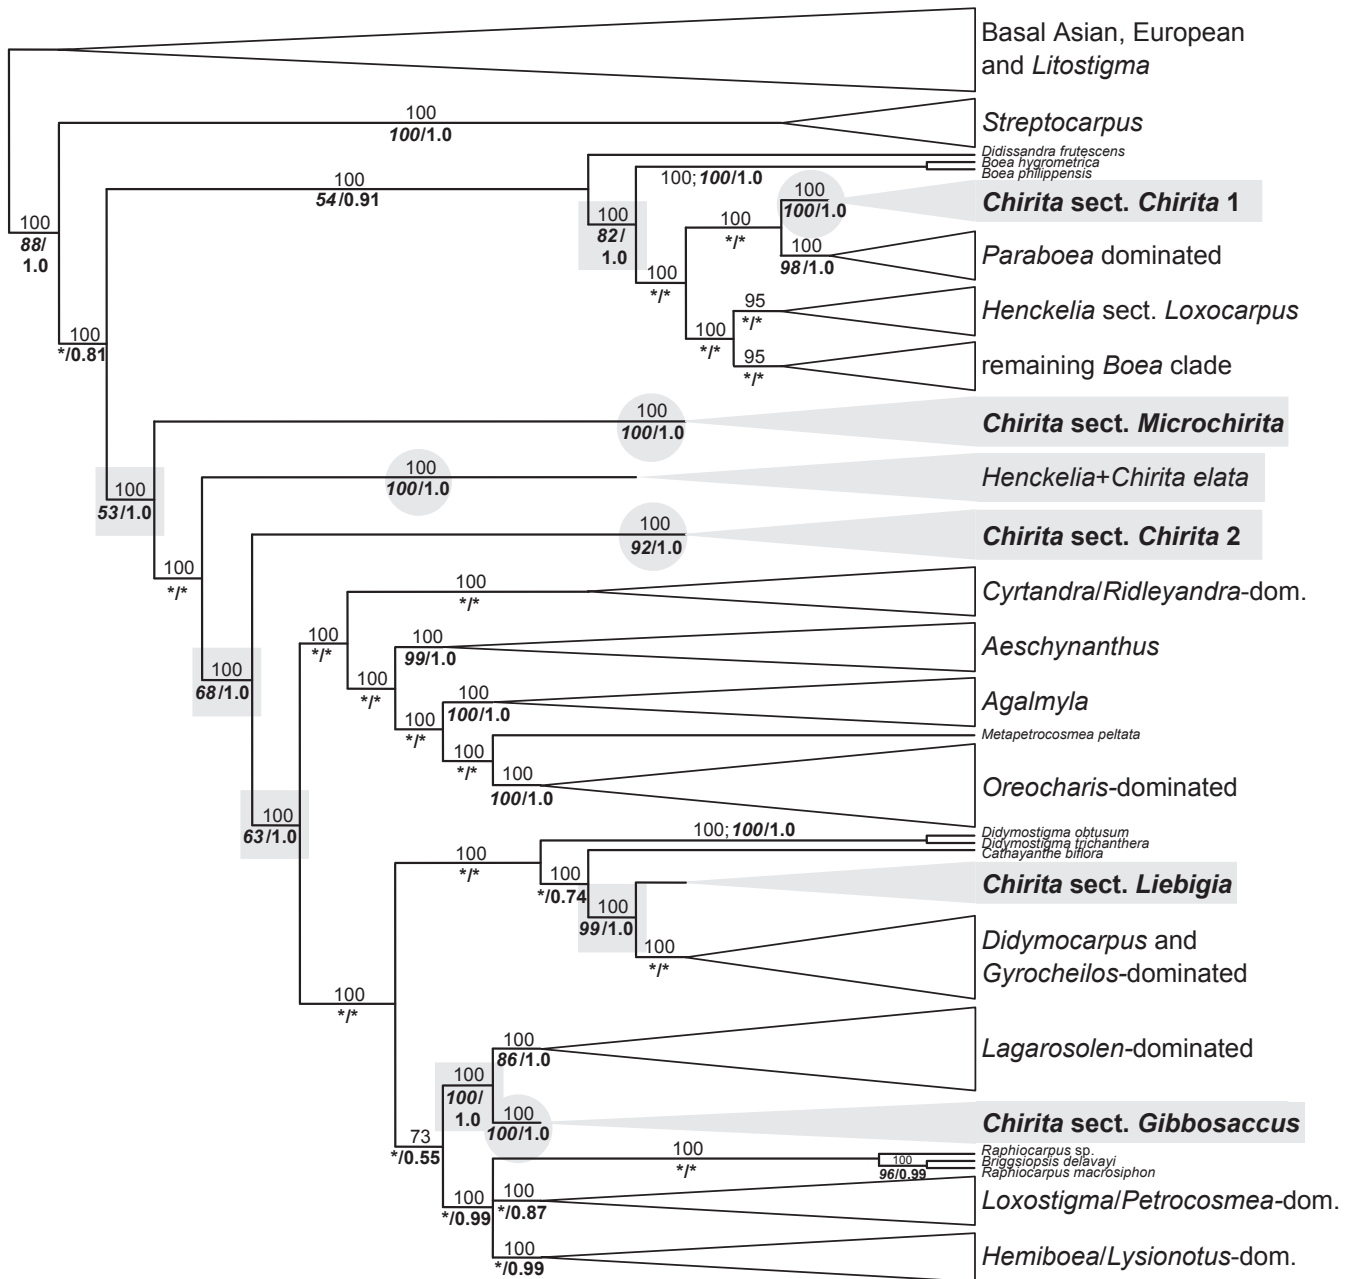 Basal Asian, European
and Litostigma
100
100/1.0
Streptocarpus
Didissandra frutescens
Boea hygrometrica
Boea philippensis
100; 100/1.0
100
54/0.91
100
100/1.0
Chirita sect. Chirita 1
100
88/
1.0
100
82/
1.0
100
*/*
100
98/1.0
Paraboea dominated
100
*/*
95
*/*
Henckelia sect. Loxocarpus
100
*/0.81
100
*/*
95
*/*
remaining Boea clade
100
100/1.0
Chirita sect. Microchirita
100
100/1.0
Henckelia+Chirita elata
100
53/1.0
100
92/1.0
Chirita sect. Chirita 2
100
*/*
100
*/*
Cyrtandra/Ridleyandra-dom.
100
*/*
100
99/1.0
Aeschynanthus
100
68/1.0
100
*/*
100
100/1.0
Agalmyla
100
*/*
Metapetrocosmea peltata
100
*/*
100
100/1.0
Oreocharis-dominated
100
63/1.0
100; 100/1.0
Didymostigma obtusum
Didymostigma trichanthera
Cathayanthe biflora
100
*/*
100
*/0.74
Chirita sect. Liebigia
100
99/1.0
100
*/*
Didymocarpus and
Gyrocheilos-dominated
100
*/*
100
86/1.0
Lagarosolen-dominated
100
100/
1.0
100
100/1.0
Chirita sect. Gibbosaccus
73
*/0.55
100
*/*
Raphiocarpus sp.
100
96/0.99
Briggsiopsis delavayi
Raphiocarpus macrosiphon
100
*/0.99
100
*/0.87
Loxostigma/Petrocosmea-dom.
100
*/0.99
Hemiboea/Lysionotus-dom.